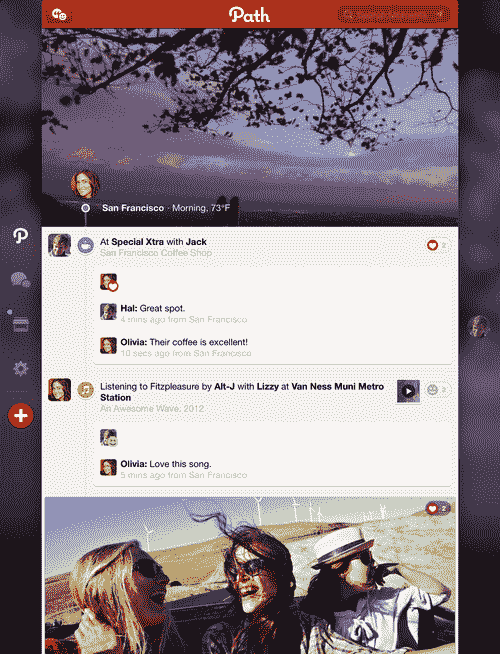 Path
San Francisco · Morning, 73°F
At Special Xtra with Jack
San Francisco Coffee Shop
2
Hal: Great spot.
4 mins ago from San Francisco
Olivia: Their coffee is excellent!
10 secs ago from San Francisco
Listening to Fitzpleasure by Alt-J with Lizzy at Van Ness Muni Metro
Station
An Awesome Wave, 2012
Olivia: Love this song.
5 mins ago from San Francisco
2